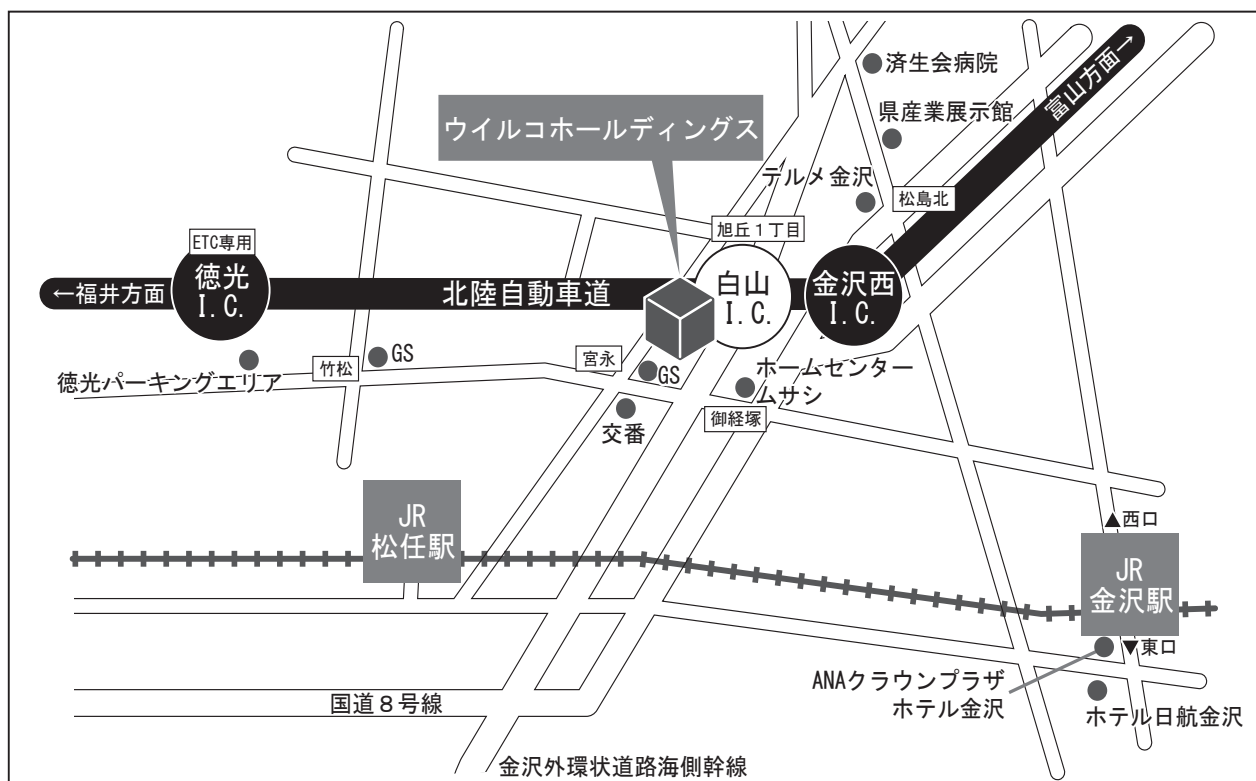 済生会病院
富山方面→
県産業展示館
ウイルコホールディングス
テルメ金沢
松島北
旭丘1丁目
ETC専用
徳光
I.C.
←福井方面
北陸自動車道
白山
I.C.
金沢西
I.C.
徳光パーキングエリア
竹松
GS
宮永
GS
ホームセンター
ムサシ
交番
御経塚
JR
松任駅
▲西口
JR
金沢駅
▼東口
ANAクラウンプラザ
ホテル金沢
ホテル日航金沢
国道8号線
金沢外環状道路海側幹線